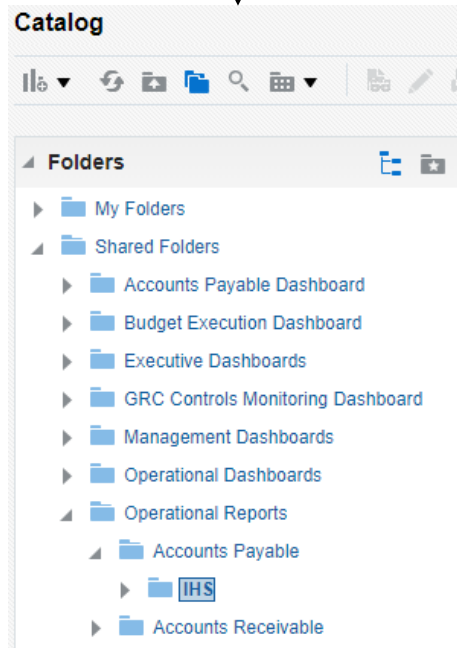 Catalog
Folders
My Folders
Shared Folders
Accounts Payable Dashboard
Budget Execution Dashboard
Executive Dashboards
GRC Controls Monitoring Dashboard
Management Dashboards
Operational Dashboards
Operational Reports
Accounts Payable
IHS
Accounts Receivable